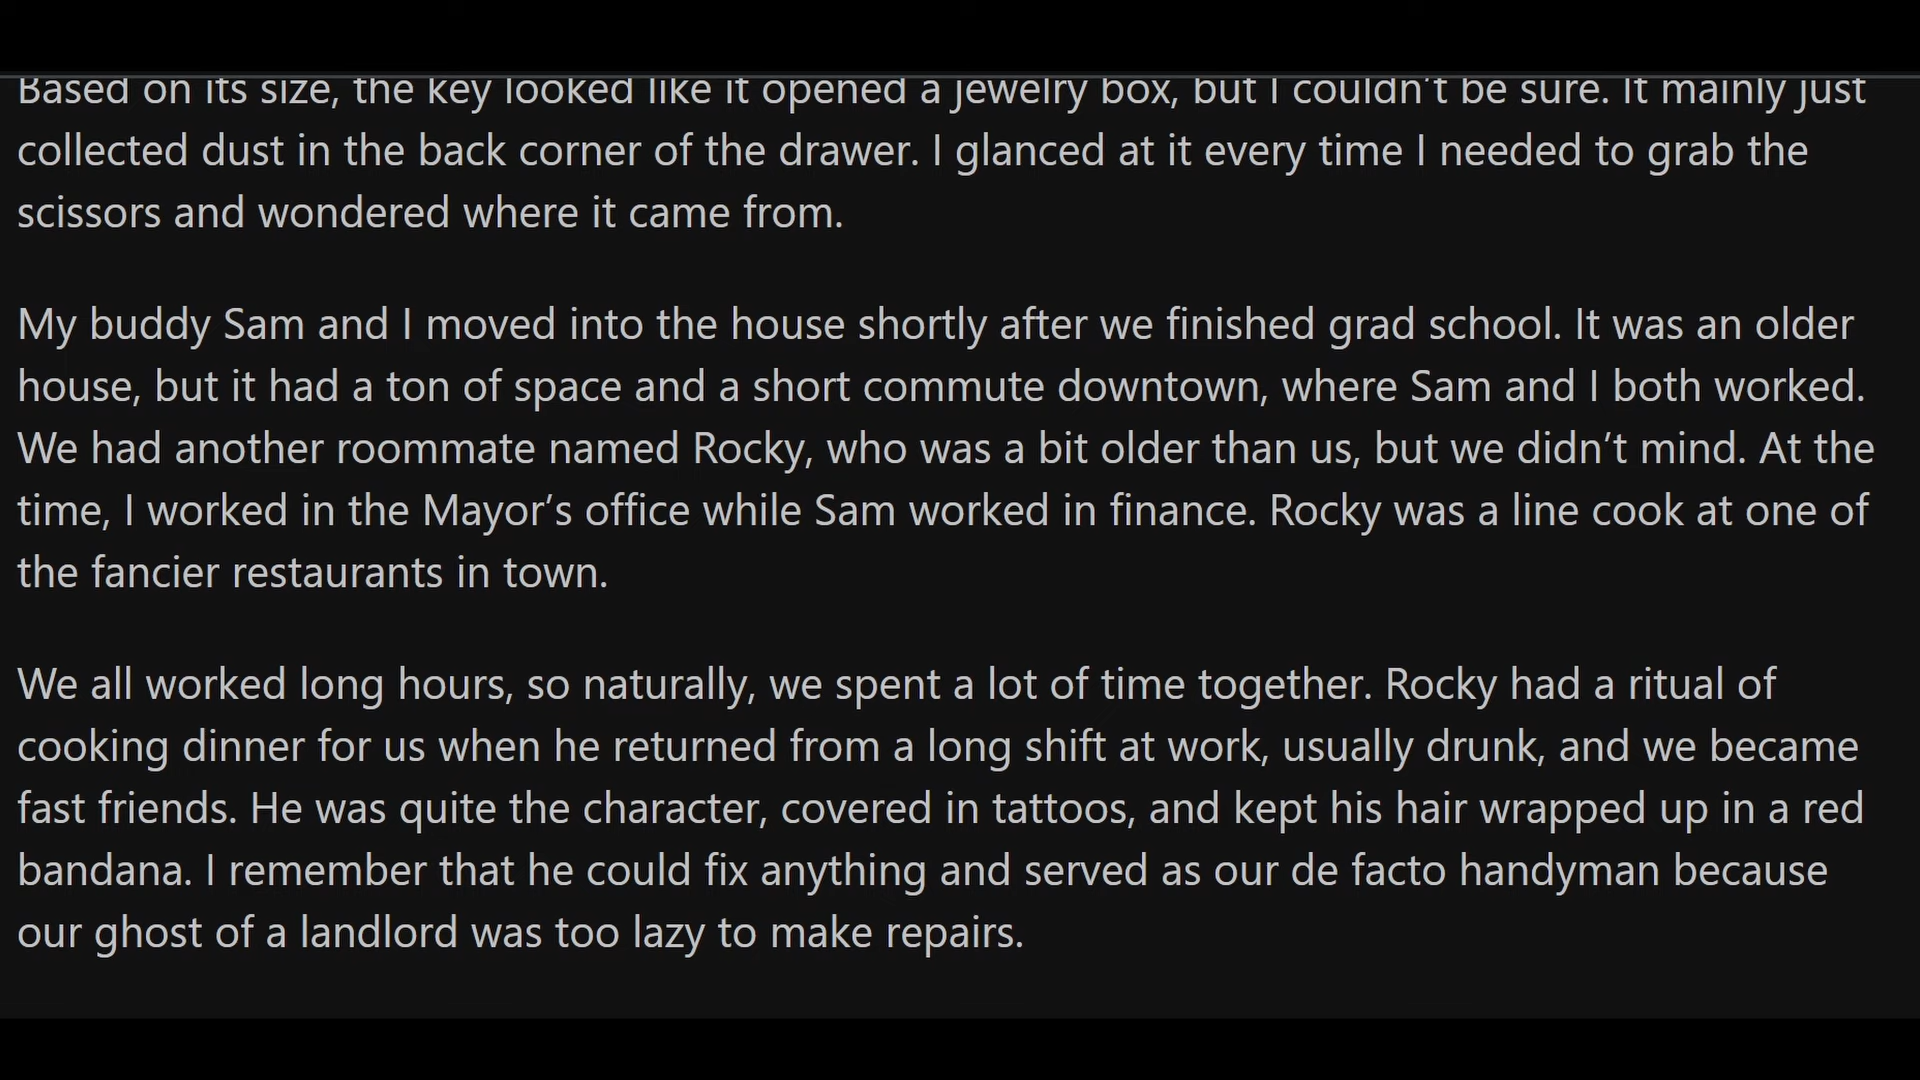 Based on its size, the key looked like it opened a jewelry box, but I couldn't be sure. It mainly just
collected dust in the back corner of the drawer. I glanced at it every time I needed to grab the
scissors and wondered where it came from.
My buddy Sam and I moved into the house shortly after we finished grad school. It was an older
house, but it had a ton of space and a short commute downtown, where Sam and I both worked.
We had another roommate named Rocky, who was a bit older than us, but we didn’t mind. At the
time, I worked in the Mayor’s office while Sam worked in finance. Rocky was a line cook at one of
the fancier restaurants in town.
We all worked long hours, so naturally, we spent a lot of time together. Rocky had a ritual of
cooking dinner for us when he returned from a long shift at work, usually drunk, and we became
fast friends. He was quite the character, covered in tattoos, and kept his hair wrapped up in a red
bandana. I remember that he could fix anything and served as our de facto handyman because
our ghost of a landlord was too lazy to make repairs.